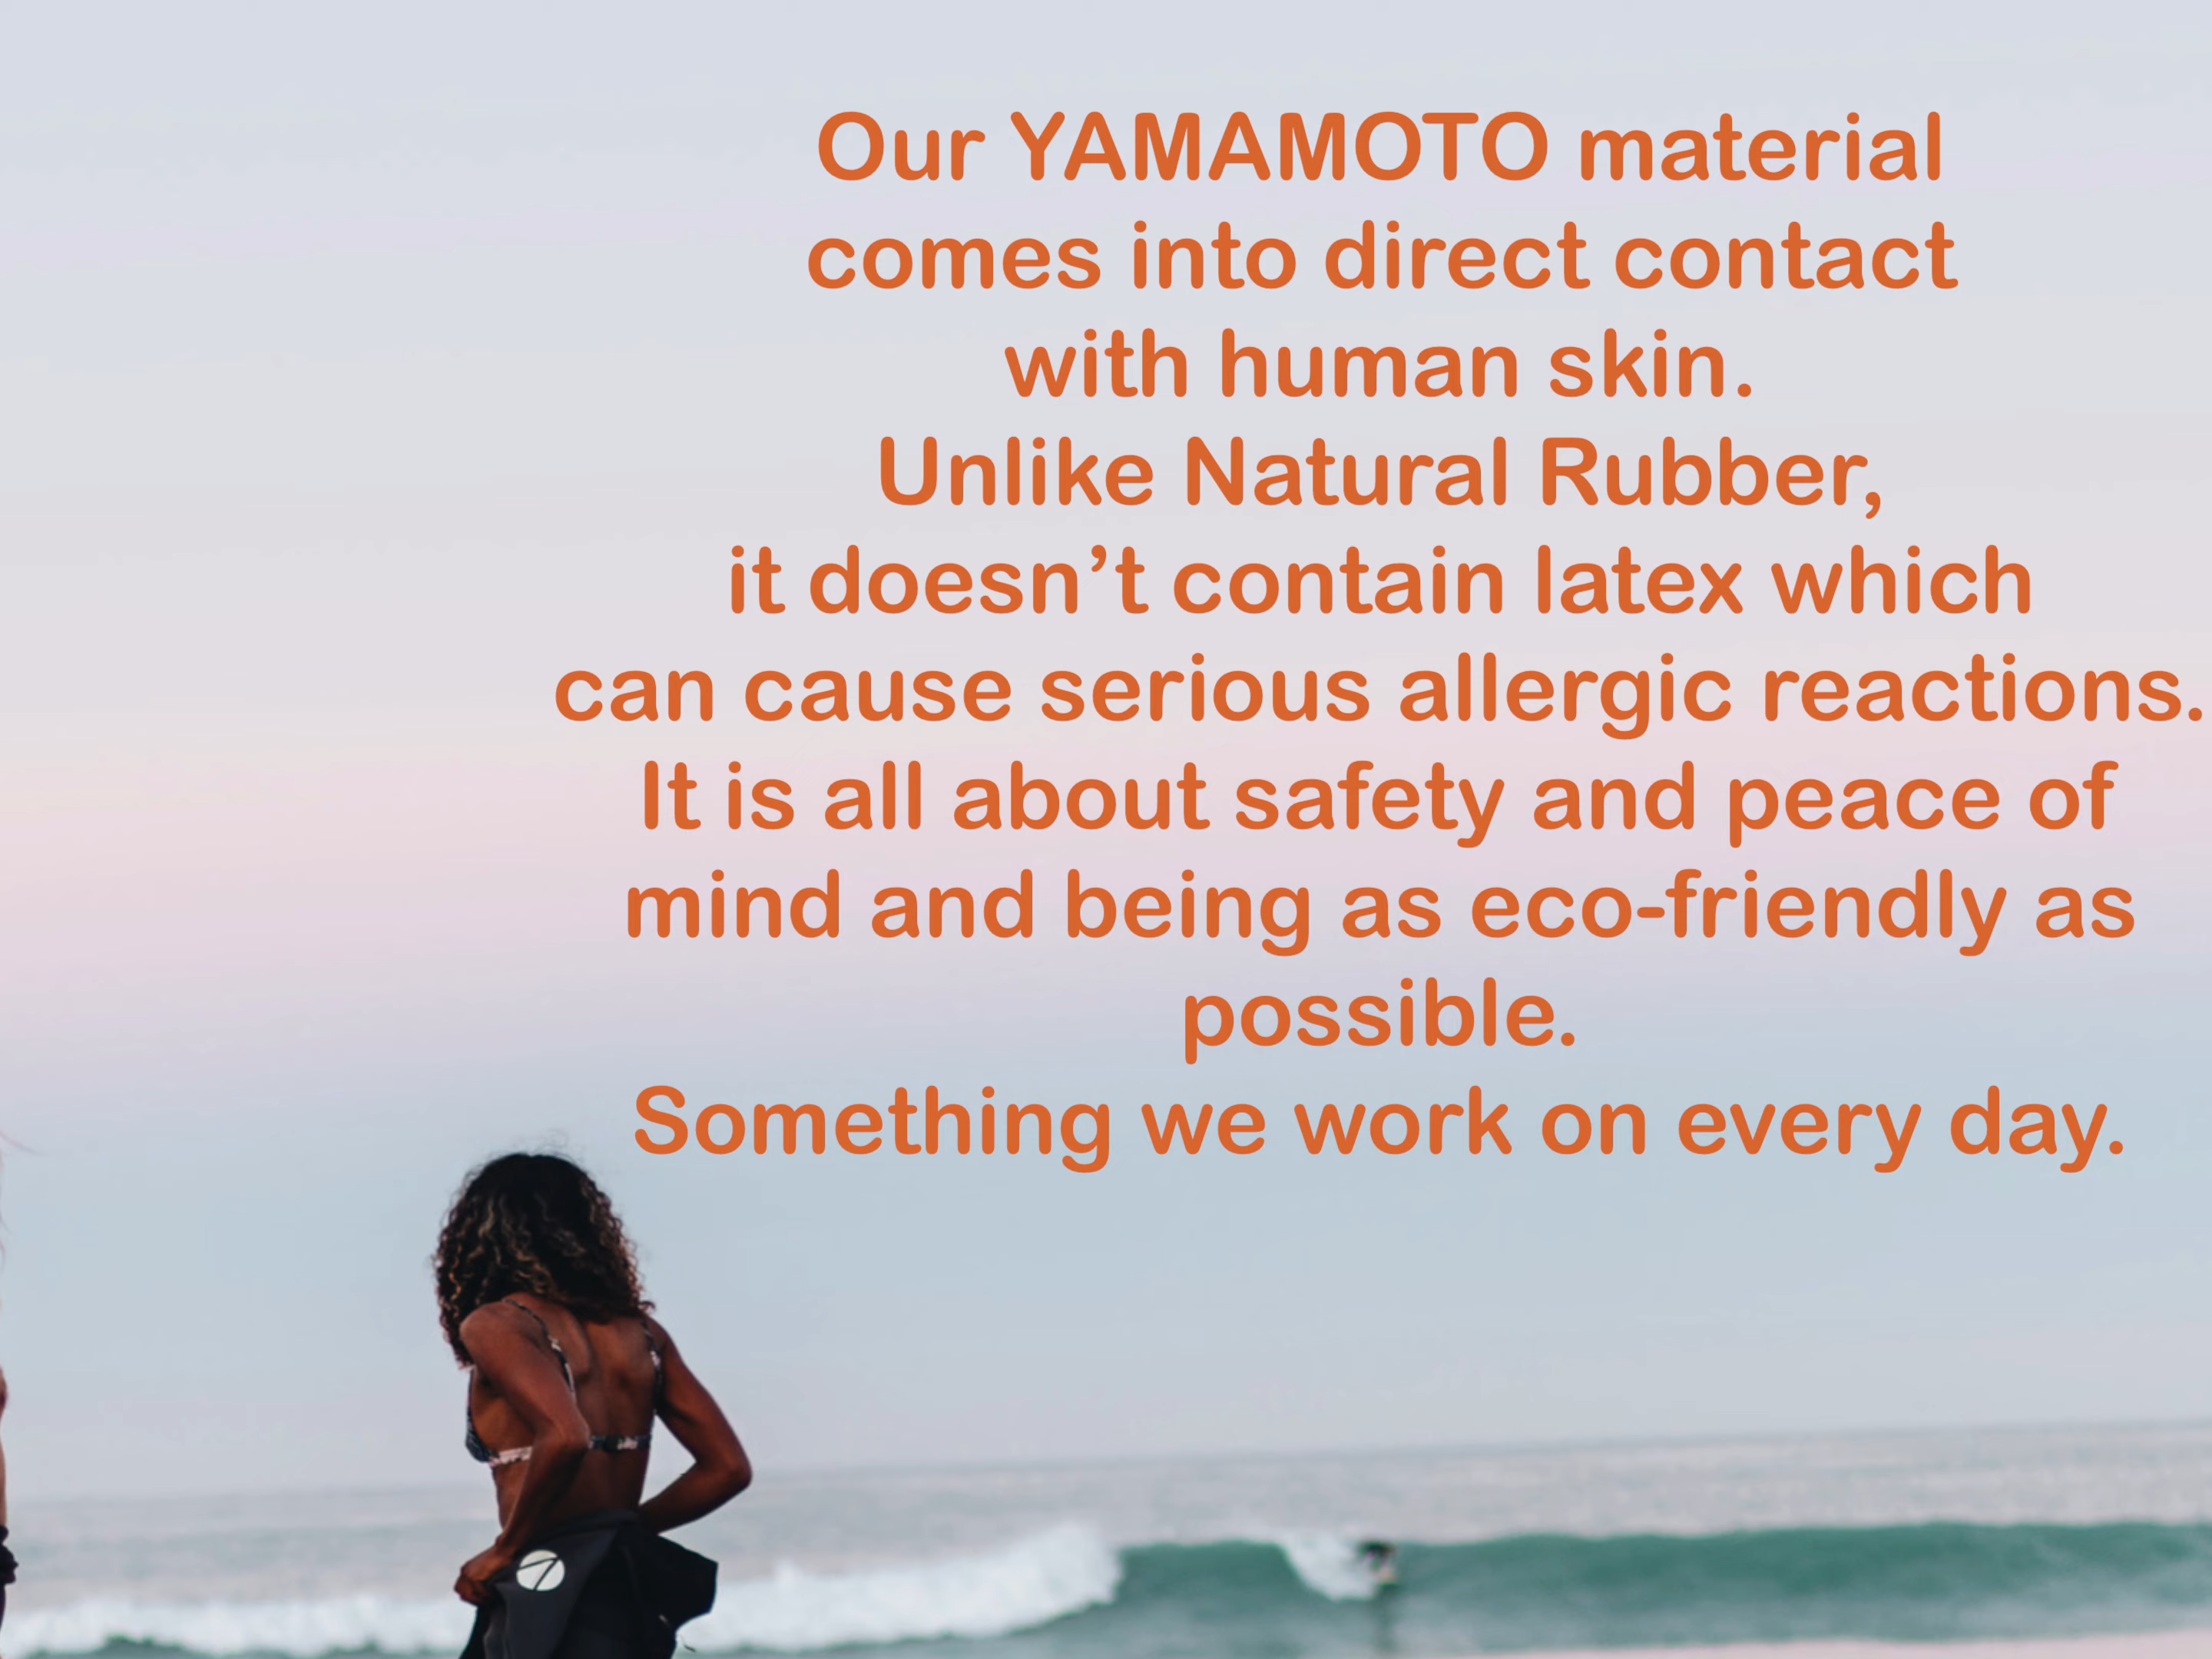 Our YAMAMOTO material
comes into direct contact
with human skin.
Unlike Natural Rubber,
it doesn’t contain latex which
can cause serious allergic reactions.
It is all about safety and peace of
mind and being as eco-friendly as
possible.
Something we work on every day.